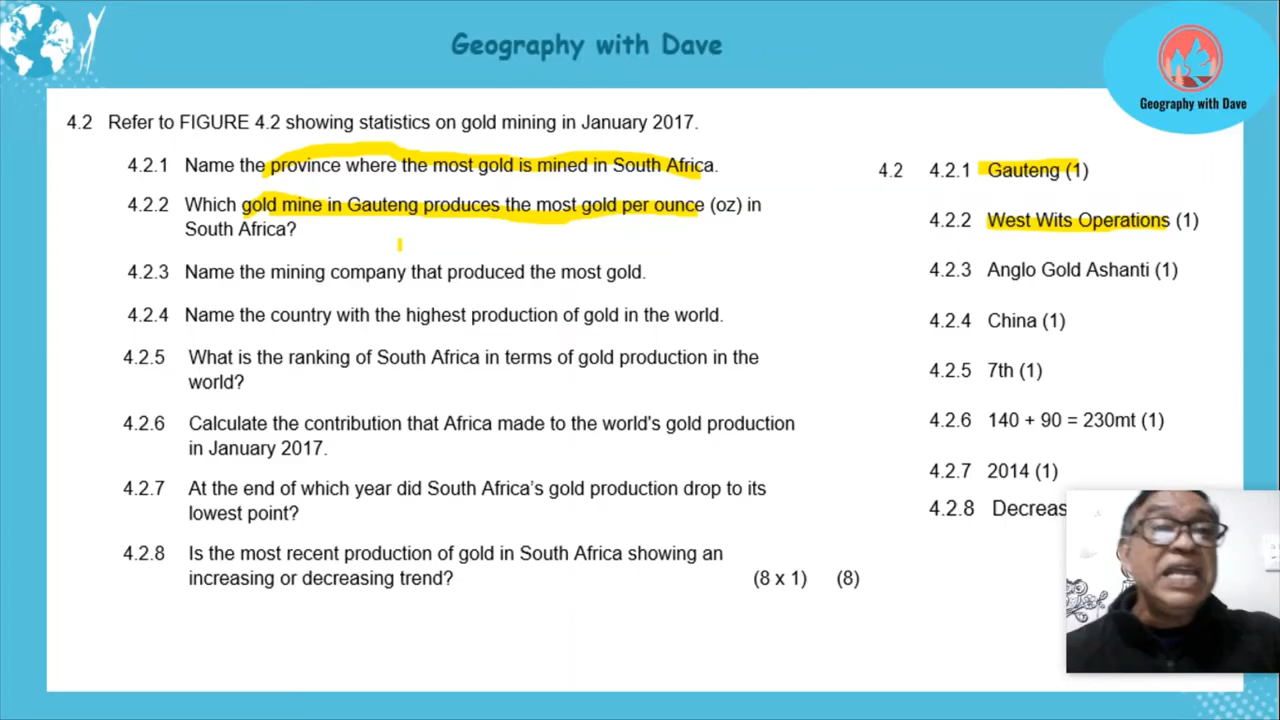 Geography with Dave
Geography with Dave
4.2 Refer to FIGURE 4.2 showing statistics on gold mining in January 2017.
4.2.1 Name the province where the most gold is mined in South Africa.
4.2.2 Which gold mine in Gauteng produces the most gold per ounce (oz) in
South Africa?
4.2.3 Name the mining company that produced the most gold.
4.2.4 Name the country with the highest production of gold in the world.
4.2.5 What is the ranking of South Africa in terms of gold production in the
world?
4.2.6 Calculate the contribution that Africa made to the world's gold production
in January 2017.
4.2.7 At the end of which year did South Africa's gold production drop to its
lowest point?
4.2.8 Is the most recent production of gold in South Africa showing an
increasing or decreasing trend? (8 x 1) (8)
4.2 4.2.1 Gauteng (1)
4.2.2 West Wits Operations (1)
4.2.3 Anglo Gold Ashanti (1)
4.2.4 China (1)
4.2.5 7th (1)
4.2.6 140 + 90 = 230mt (1)
4.2.7 2014 (1)
4.2.8 Decreas